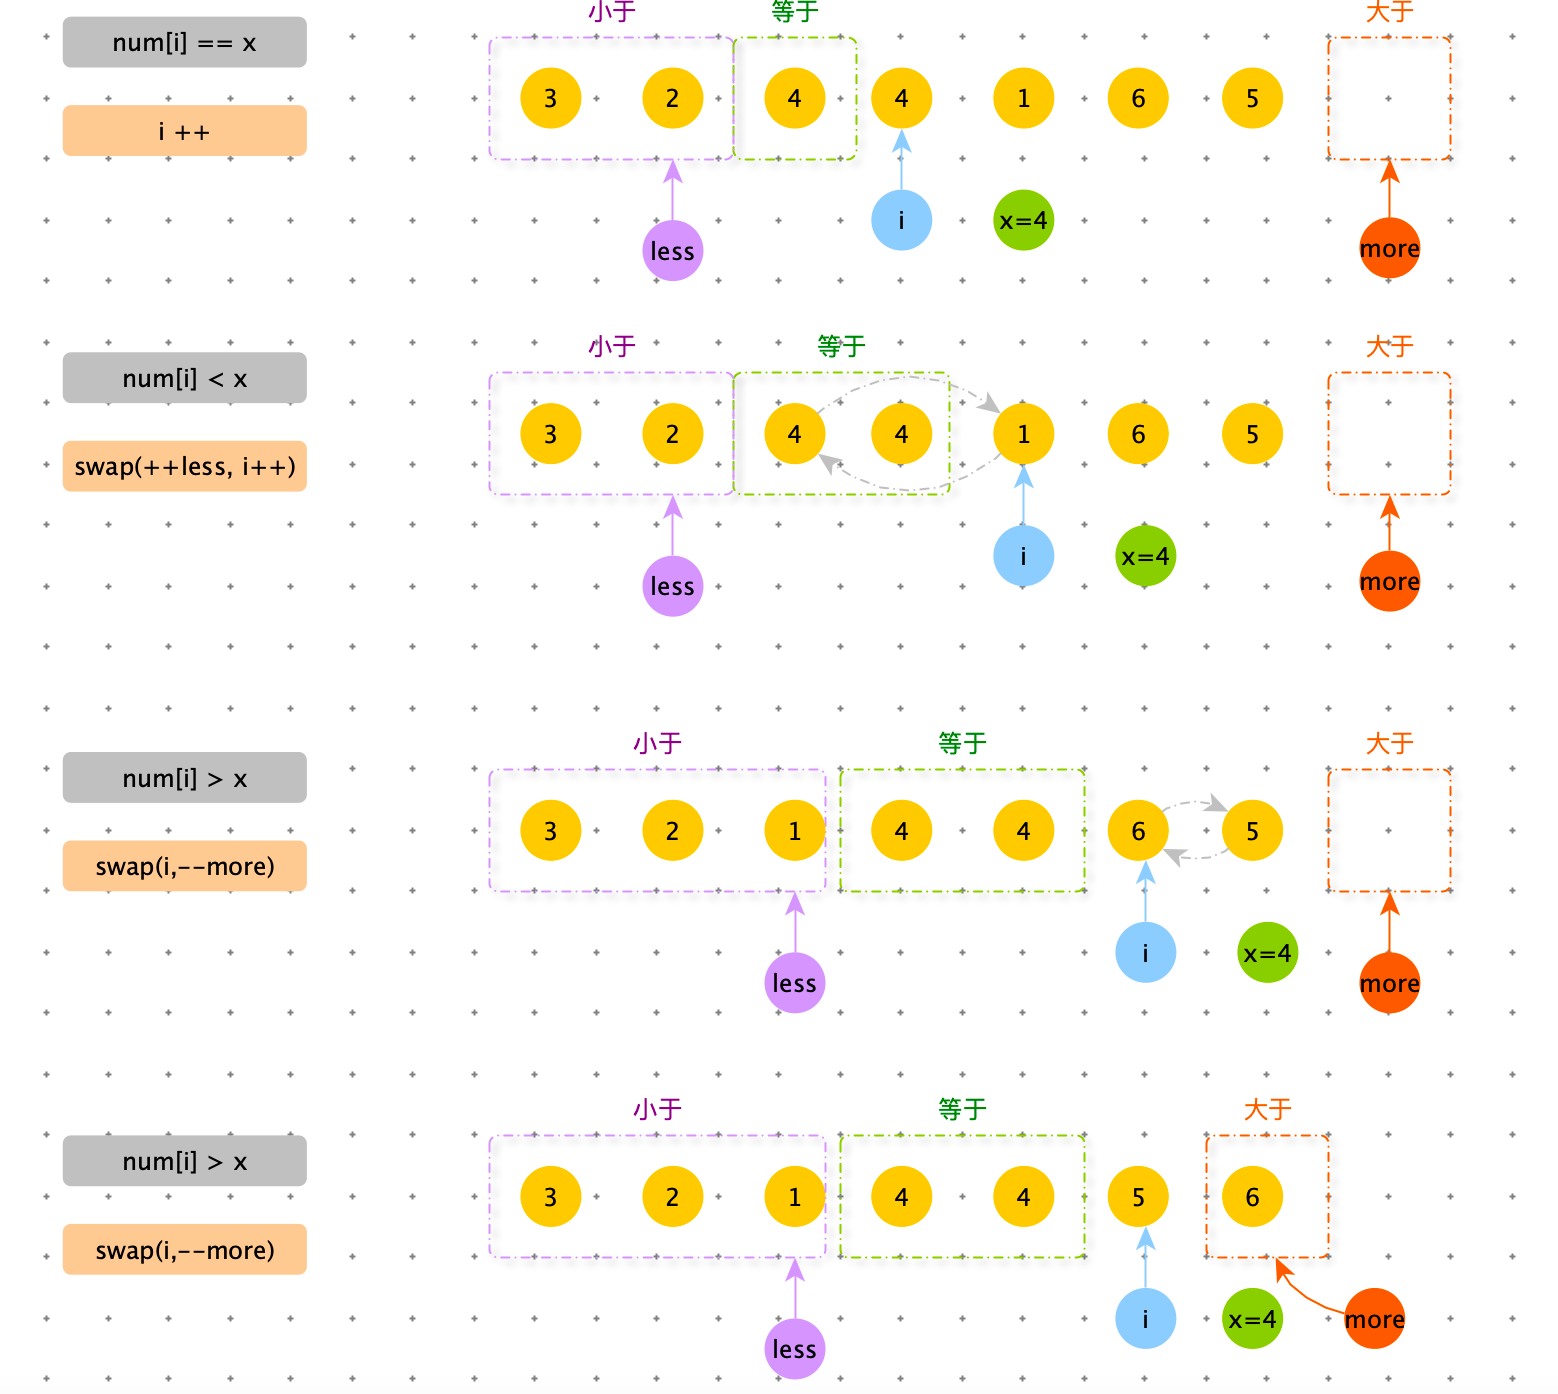 小于 等于 大于
num[i] == x
3 2 4 4 1 6 5
i ++
i x=4
less more
小于 等于 大于
num[i] < x
3 2 4 4 1 6 5
swap(++less, i++)
i x=4
less more
小于 等于 大于
num[i] > x
3 2 1 4 4 6 5
swap(i,--more)
i x=4
less more
小于 等于 大于
num[i] > x
3 2 1 4 4 5 6
swap(i,--more)
i x=4 more
less